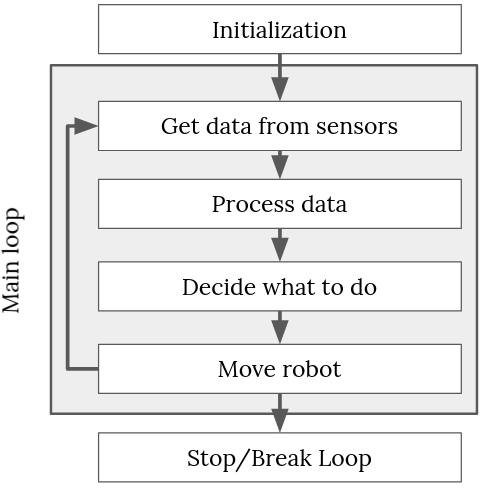 Initialization
Main loop
Get data from sensors
Process data
Decide what to do
Move robot
Stop/Break Loop